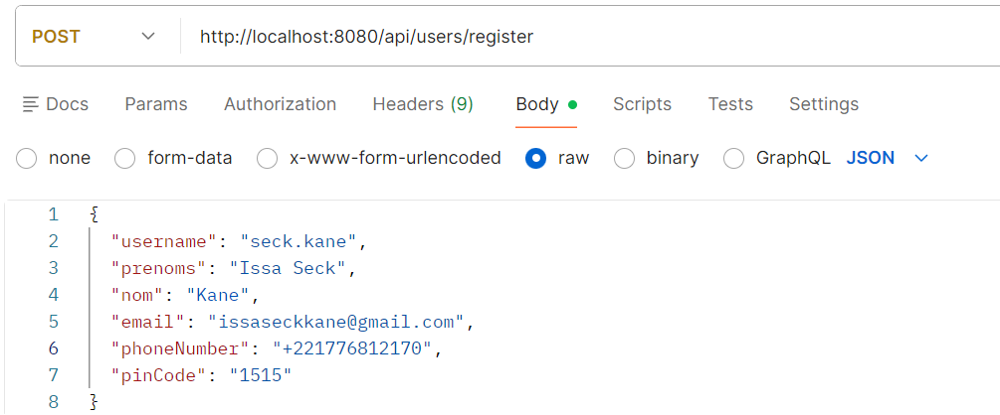 POST http://localhost:8080/api/users/register
Docs Params Authorization Headers (9) Body Scripts Tests Settings
none form-data x-www-form-urlencoded raw binary GraphQL JSON
1 {
2 "username": "seck.kane",
3 "prenoms": "Issa Seck",
4 "nom": "Kane",
5 "email": "issaseckkane@gmail.com",
6 "phoneNumber": "+221776812170",
7 "pinCode": "1515"
8 }